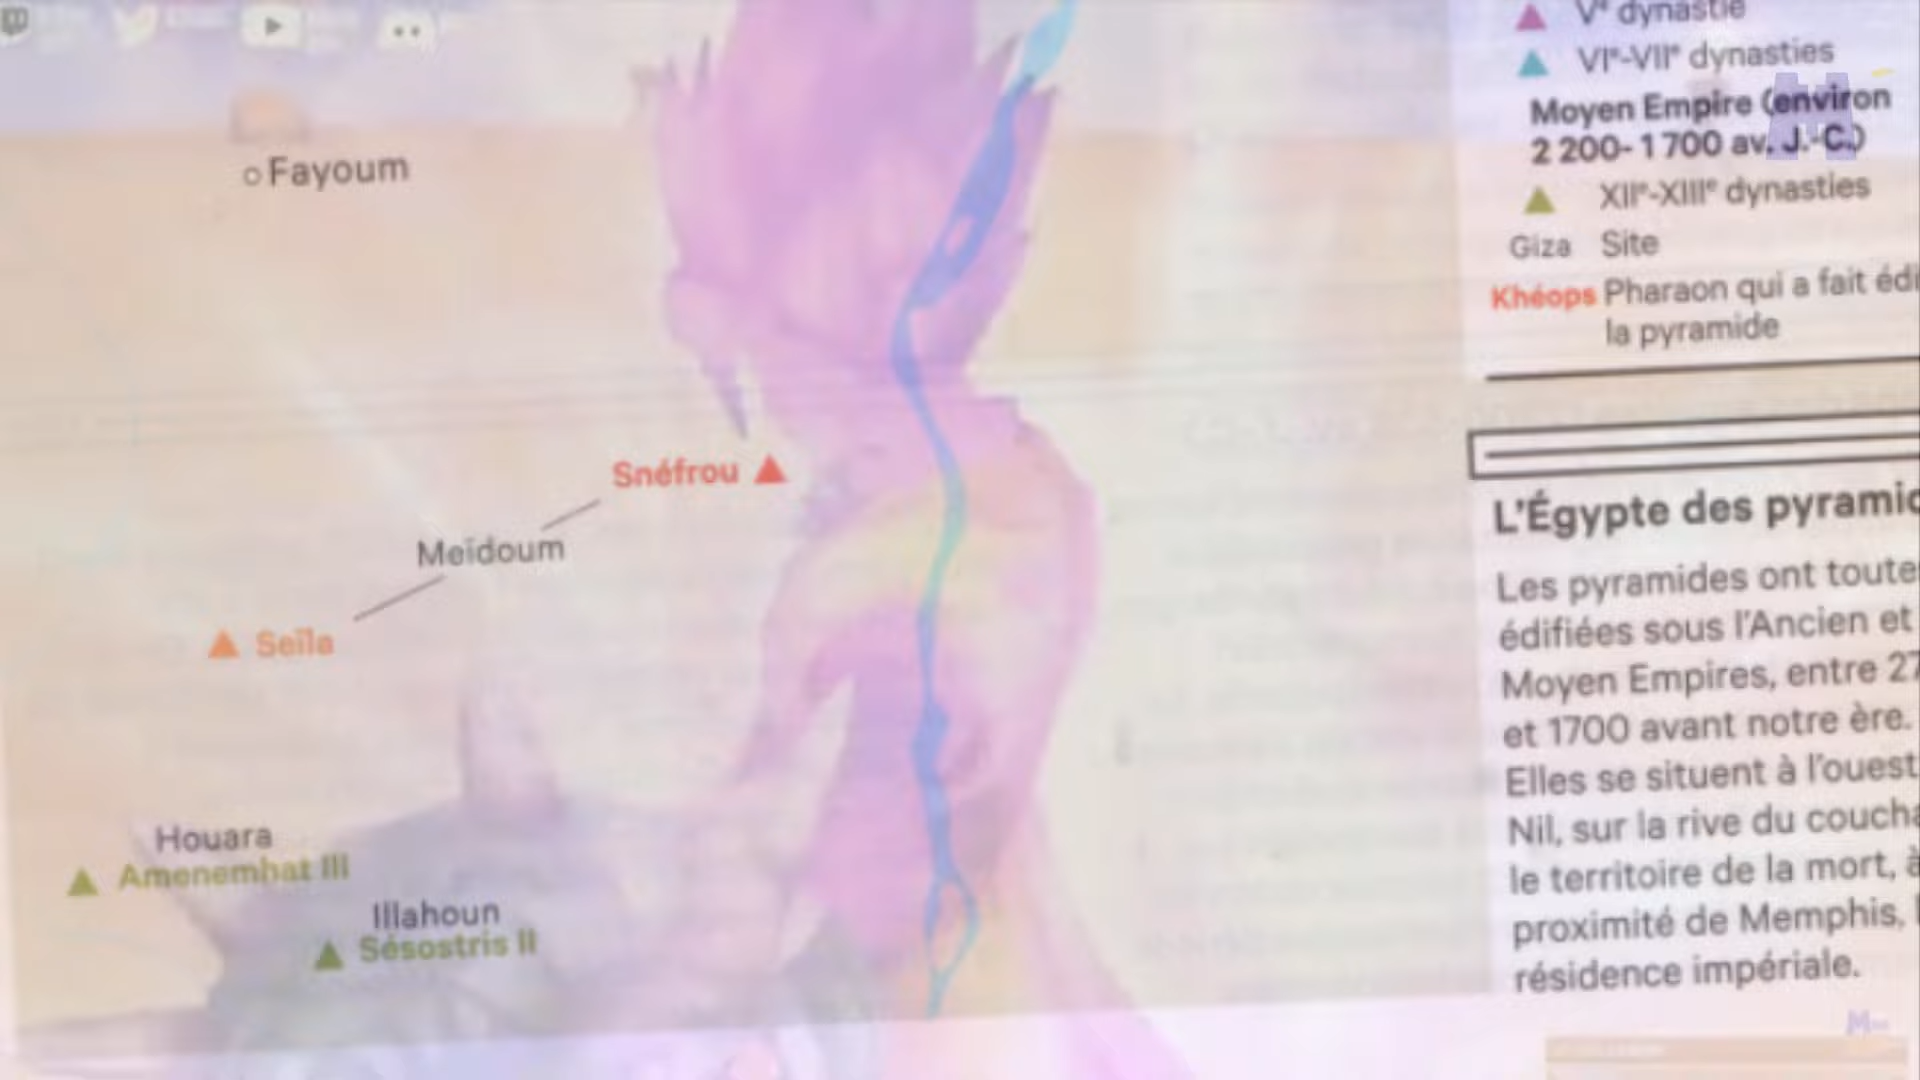 Vᵉ dynastie
VIᵉ-VIIᵉ dynasties
Moyen Empire (environ
2 200- 1 700 av. J.-C.)
XIIᵉ-XIIIᵉ dynasties
Giza Site
Khéops Pharaon qui a fait édi
la pyramide
Fayoum
Snéfrou
Meïdoum
Seïla
Houara
Amenemhat III
Illahoun
Sésostris II
L'Égypte des pyramid
Les pyramides ont toute
édifiées sous l'Ancien et
Moyen Empires, entre 27
et 1700 avant notre ère.
Elles se situent à l'ouest
Nil, sur la rive du coucha
le territoire de la mort, à
proximité de Memphis,
résidence impériale.